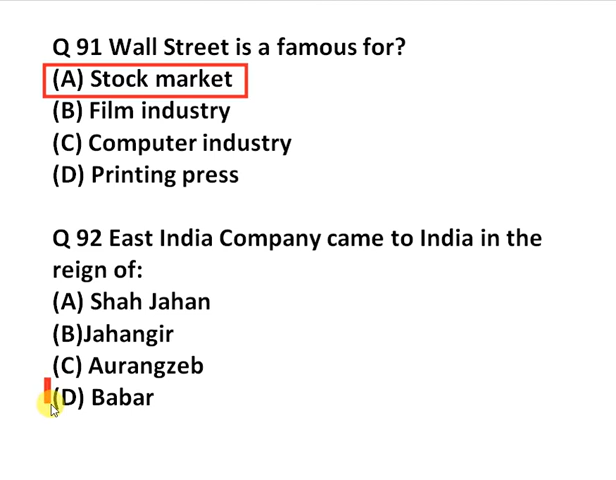 Q 91 Wall Street is a famous for?
(A) Stock market
(B) Film industry
(C) Computer industry
(D) Printing press
Q 92 East India Company came to India in the
reign of:
(A) Shah Jahan
(B)Jahangir
(C) Aurangzeb
(D) Babar